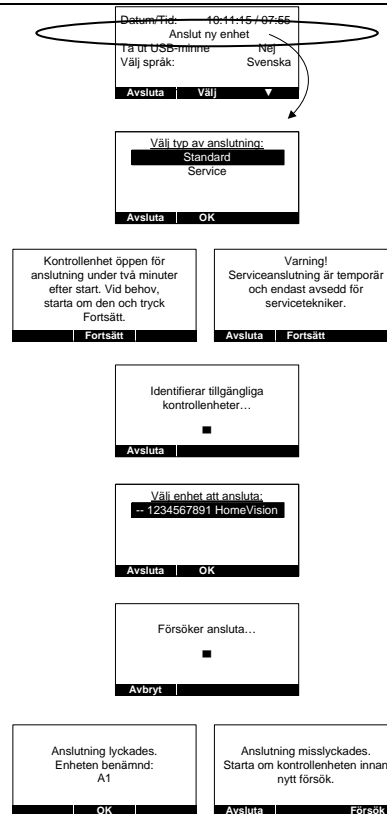 Datum/Tid: 10:11:15 / 07:55
Anslut ny enhet
Ta ut USB-minne Nej
Välj språk: Svenska
Avsluta Välj ▼
Välj typ av anslutning:
Standard
Service
Avsluta OK
Kontrollenhet öppen för
anslutning under två minuter
efter start. Vid behov,
starta om den och tryck
Fortsätt.
Fortsätt
Varning!
Serviceanslutning är temporär
och endast avsedd för
servicetekniker.
Avsluta Fortsätt
Identifierar tillgängliga
kontrollenheter…
Avsluta
Välj enhet att ansluta:
-- 1234567891 HomeVision
Avsluta OK
Försöker ansluta…
Avbryt
Anslutning lyckades.
Enheten benämnd:
A1
OK
Anslutning misslyckades.
Starta om kontrollenheten innan
nytt försök.
Avsluta Försök